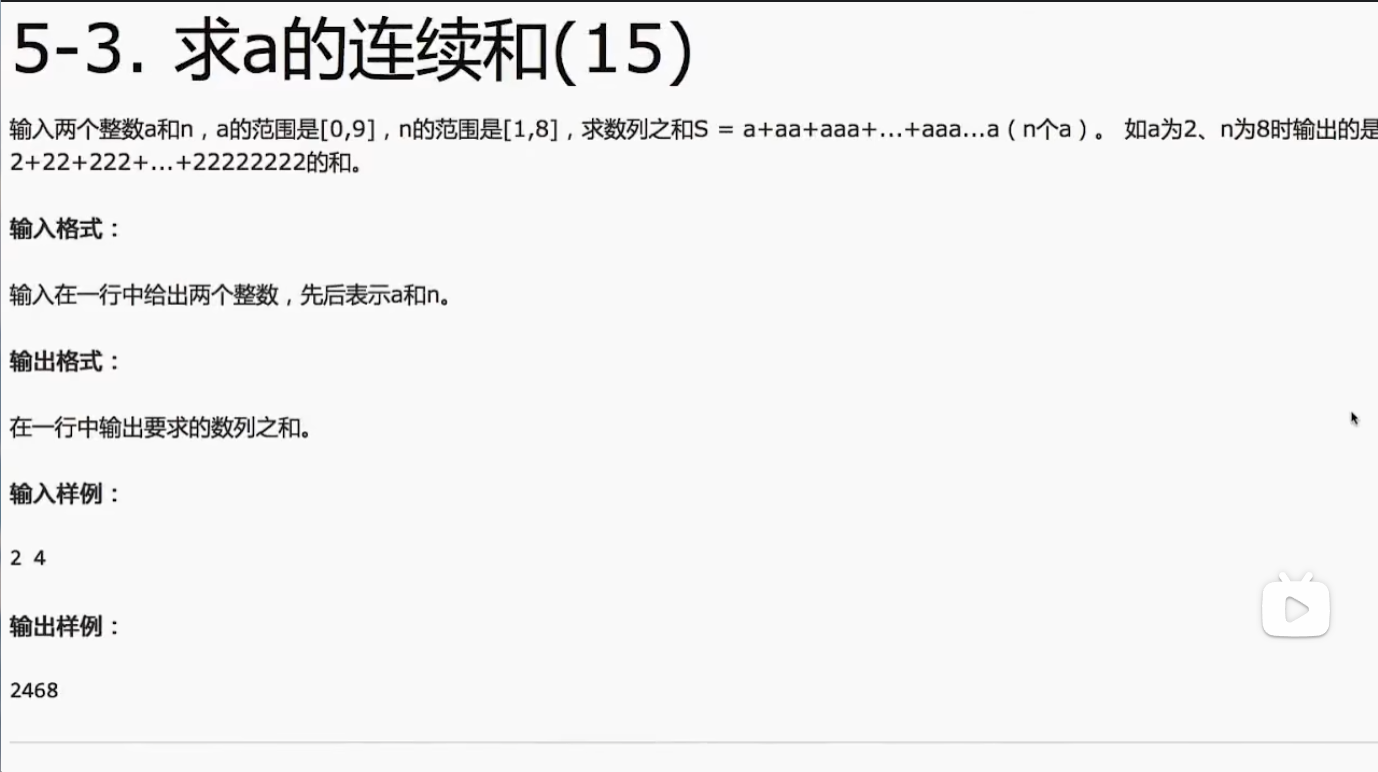 5-3. 求a的连续和(15)
输入两个整数a和n，a的范围是[0,9]，n的范围是[1,8]，求数列之和S = a+aa+aaa+...+aaa...a（n个a）。 如a为2、n为8时输出的是
2+22+222+...+22222222的和。
输入格式：
输入在一行中给出两个整数，先后表示a和n。
输出格式：
在一行中输出要求的数列之和。
输入样例：
2 4
输出样例：
2468